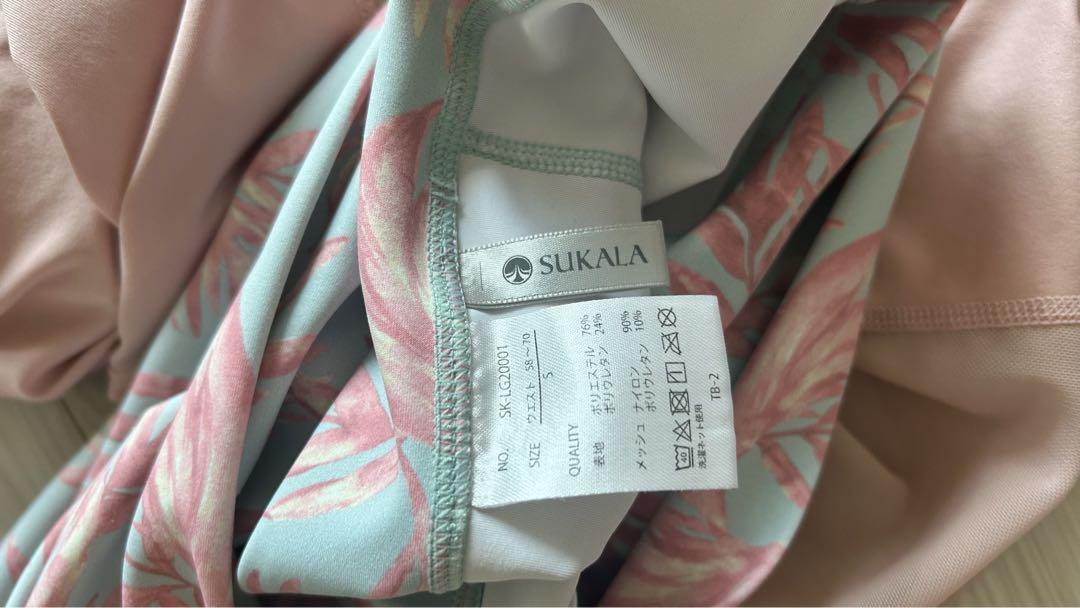 SUKALA
NO. SK-LG20001
SIZE ウエスト 58～70
S
QUALITY
表地 ポリエステル 76%
ポリウレタン 24%
メッシュ ナイロン 90%
ポリウレタン 10%
40
洗濯ネット使用
TB-2